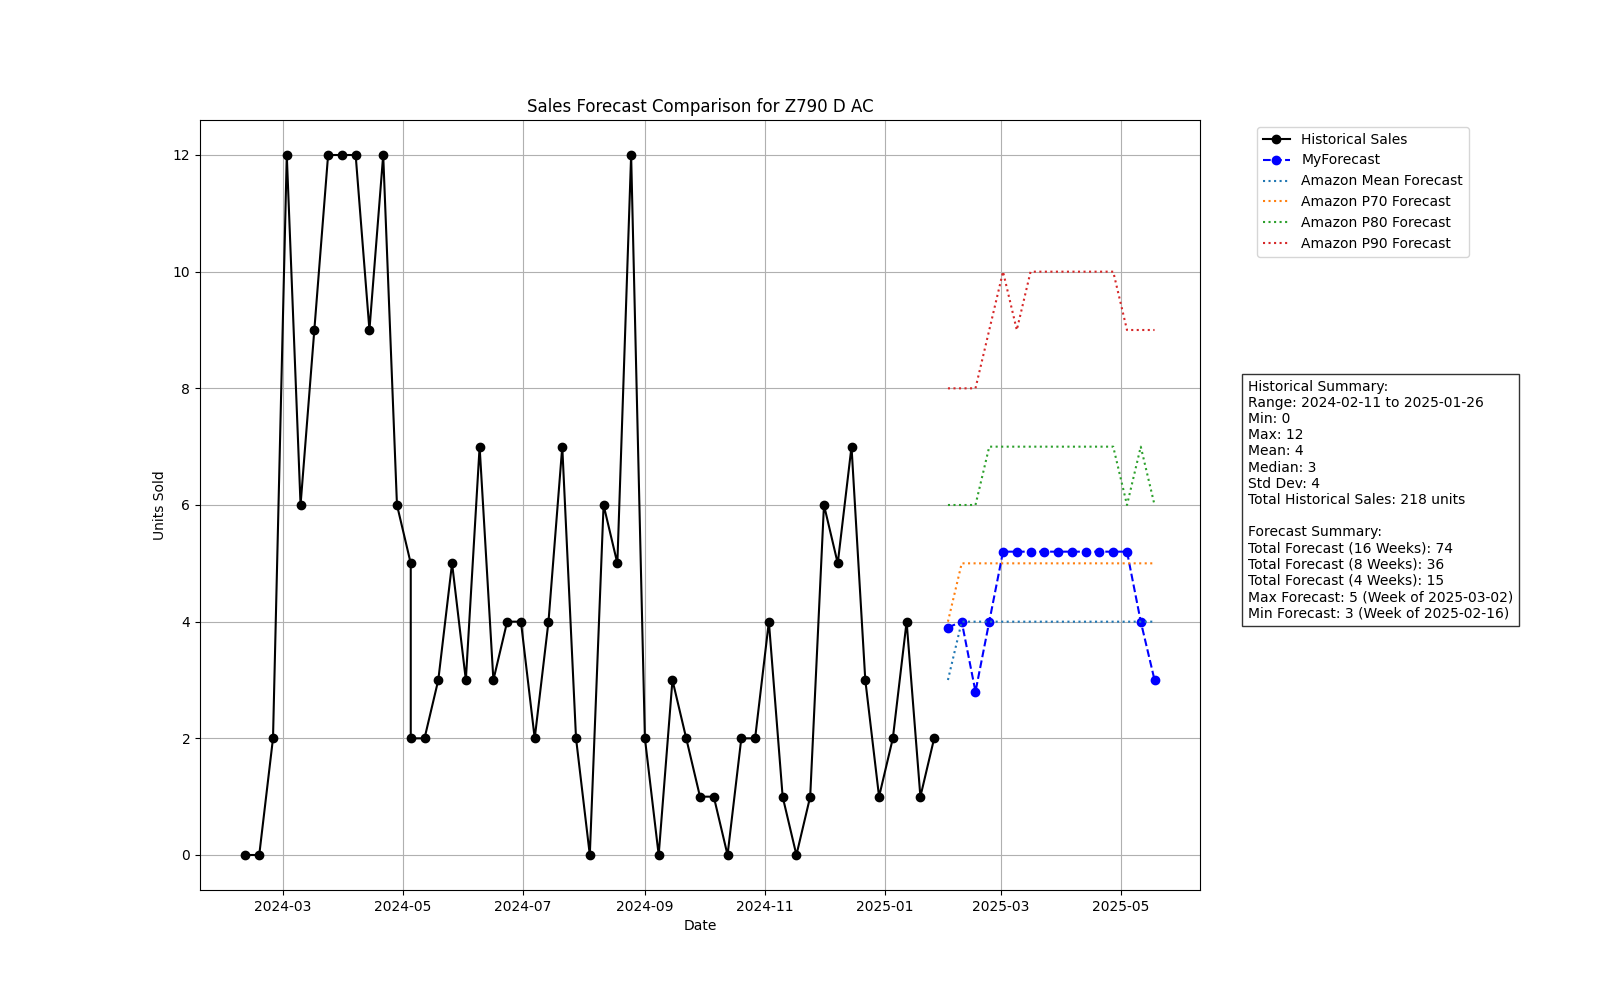 Sales Forecast Comparison for Z790 D AC
Historical Sales
MyForecast
Amazon Mean Forecast
Amazon P70 Forecast
Amazon P80 Forecast
Amazon P90 Forecast
12
10
8
6
4
2
0
Units Sold
2024-03
2024-05
2024-07
2024-09
2024-11
2025-01
2025-03
2025-05
Date
Historical Summary:
Range: 2024-02-11 to 2025-01-26
Min: 0
Max: 12
Mean: 4
Median: 3
Std Dev: 4
Total Historical Sales: 218 units
Forecast Summary:
Total Forecast (16 Weeks): 74
Total Forecast (8 Weeks): 36
Total Forecast (4 Weeks): 15
Max Forecast: 5 (Week of 2025-03-02)
Min Forecast: 3 (Week of 2025-02-16)